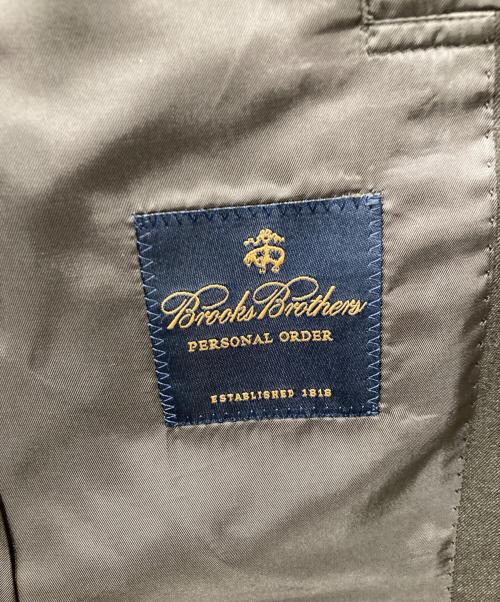 Brooks Brothers
PERSONAL ORDER
ESTABLISHED 1818